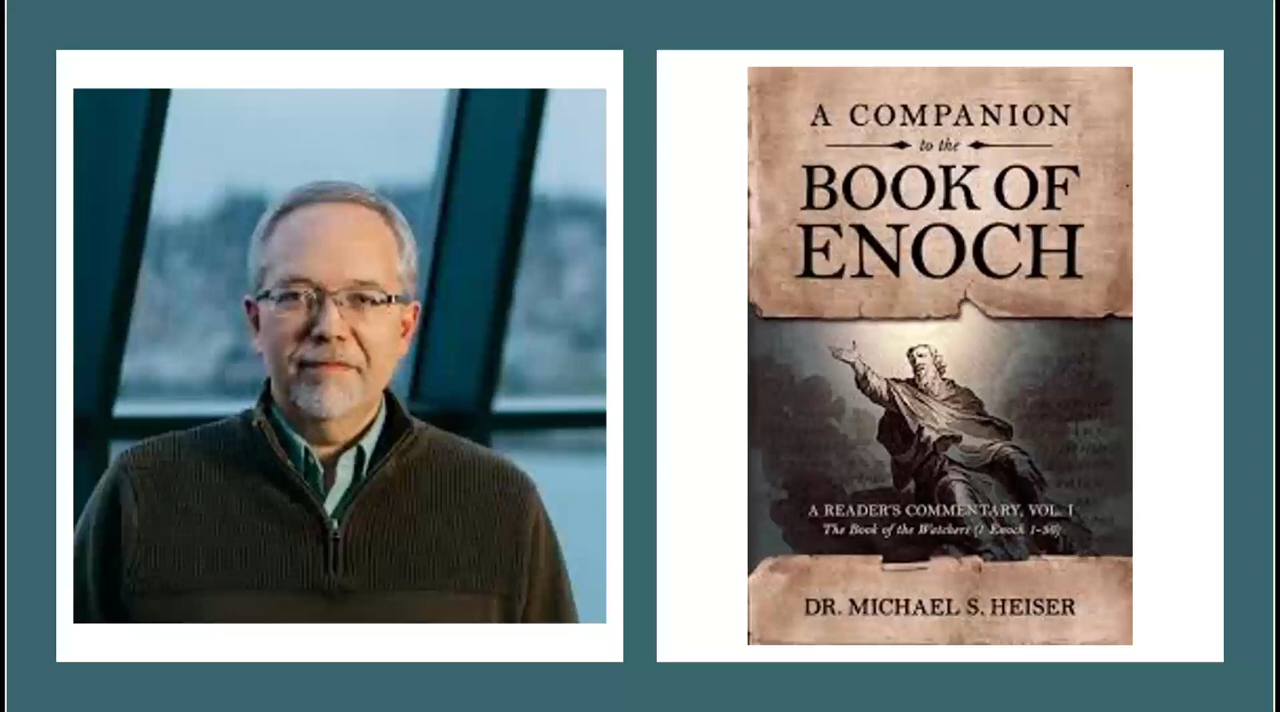 A COMPANION
to the
BOOK OF
ENOCH
A READER'S COMMENTARY, VOL. I
The Book of the Watchers (1 Enoch 1-36)
DR. MICHAEL S. HEISER